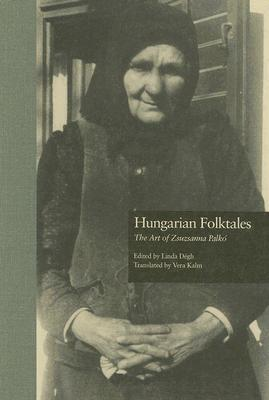 Hungarian Folktales
The Art of Zsuzsanna Palkó
Edited by Linda Dégh
Translated by Vera Kalm